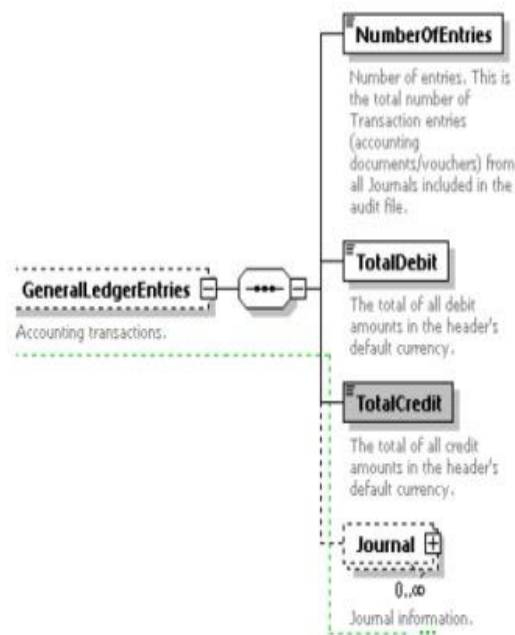 NumberOfEntries
Number of entries. This is
the total number of
Transaction entries
(accounting
documents/vouchers) from
all Journals included in the
audit file.
GeneralLedgerEntries
Accounting transactions.
TotalDebit
The total of all debit
amounts in the header's
default currency.
TotalCredit
The total of all credit
amounts in the header's
default currency.
Journal
0..∞
Journal information.